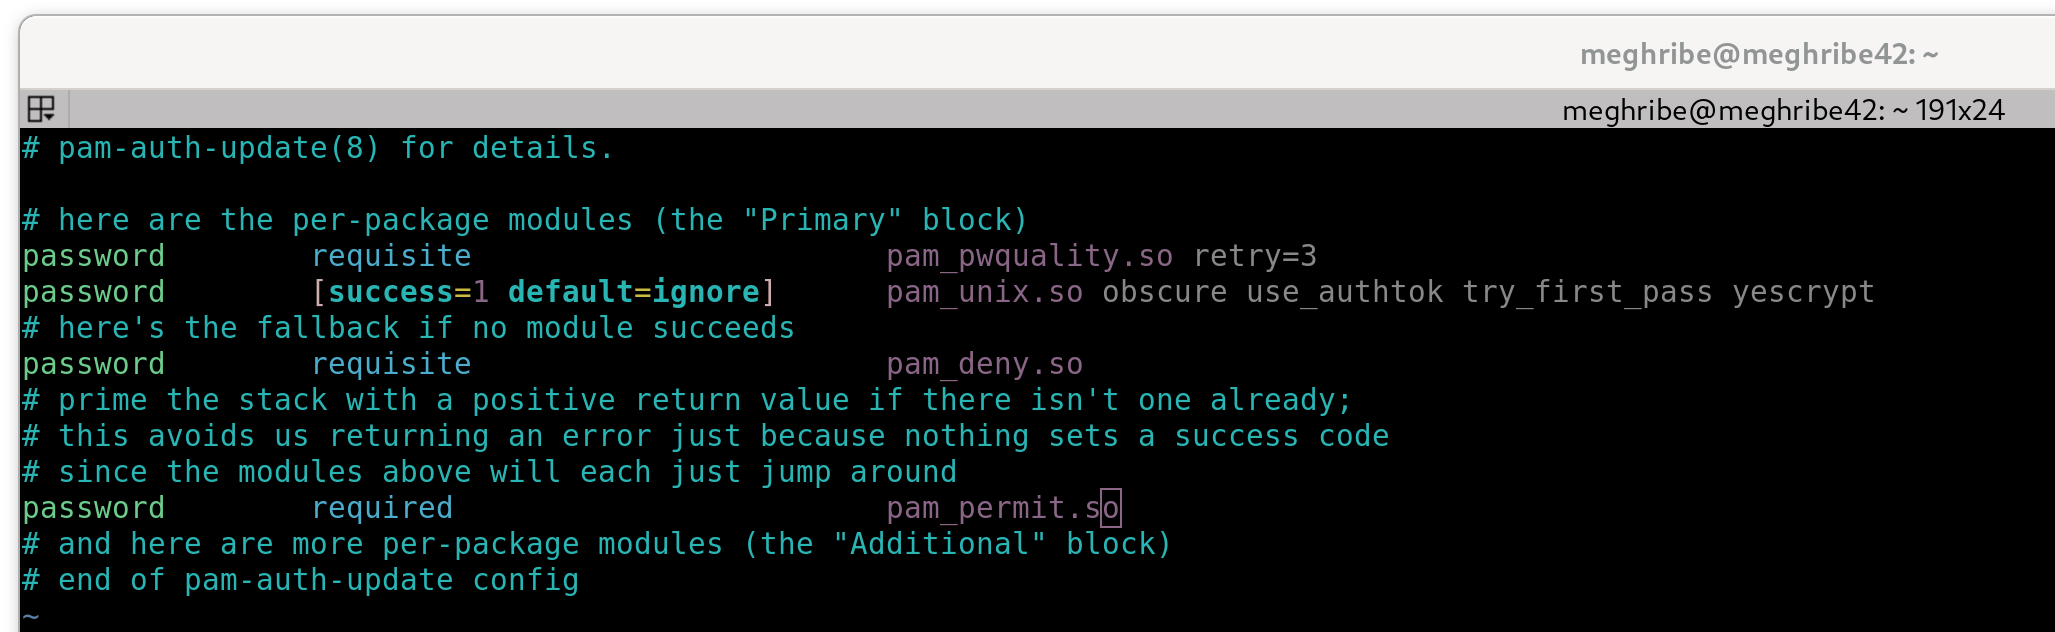 meghribe@meghribe42: ~
meghribe@meghribe42: ~ 191x24
# pam-auth-update(8) for details.
# here are the per-package modules (the "Primary" block)
password requisite pam_pwquality.so retry=3
password [success=1 default=ignore] pam_unix.so obscure use_authtok try_first_pass yescrypt
# here's the fallback if no module succeeds
password requisite pam_deny.so
# prime the stack with a positive return value if there isn't one already;
# this avoids us returning an error just because nothing sets a success code
# since the modules above will each just jump around
password required pam_permit.so
# and here are more per-package modules (the "Additional" block)
# end of pam-auth-update config
~